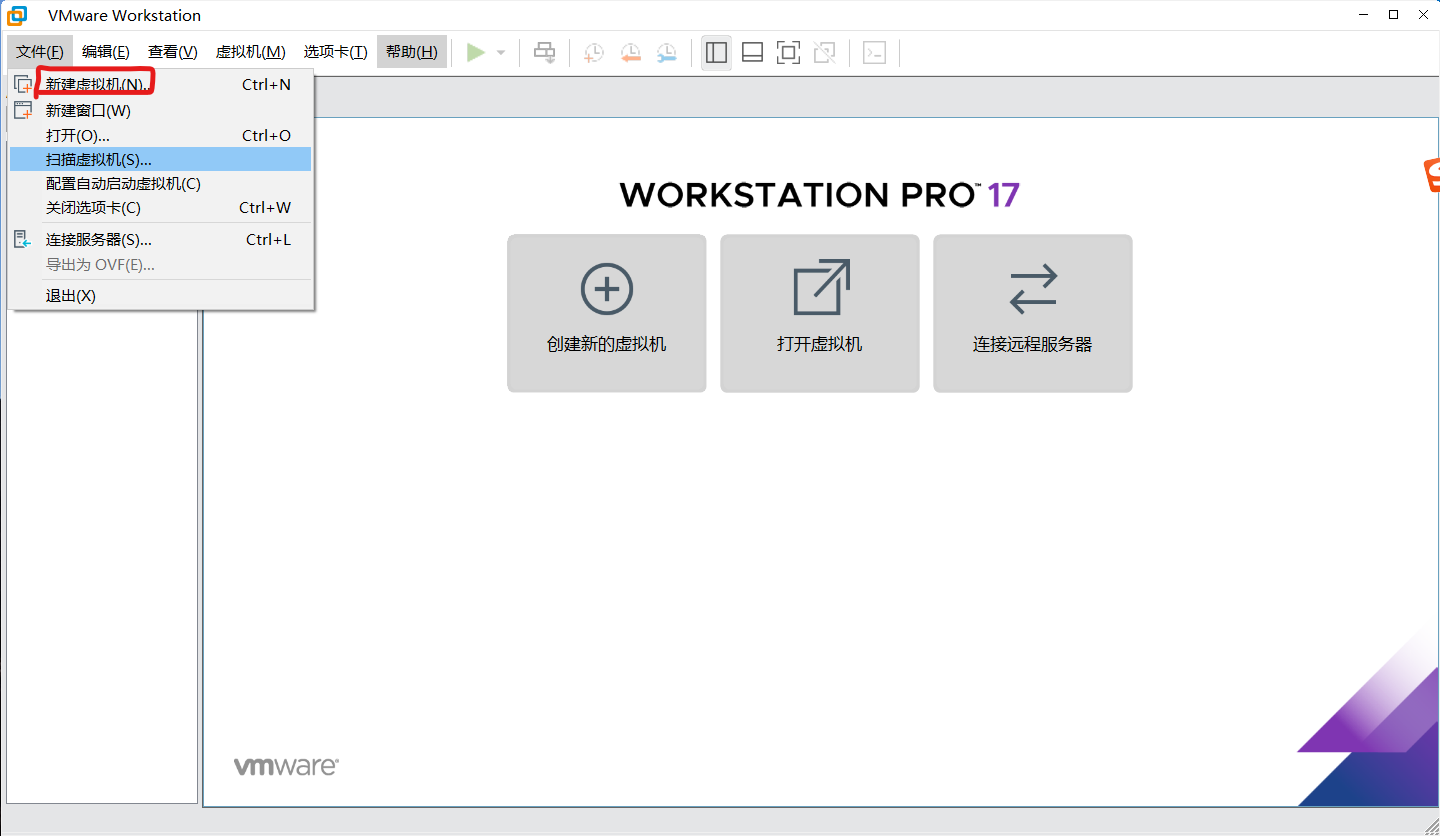 VMware Workstation
文件(F) 编辑(E) 查看(V) 虚拟机(M) 选项卡(T) 帮助(H)
新建虚拟机(N)... Ctrl+N
新建窗口(W)
打开(O)... Ctrl+O
扫描虚拟机(S)...
配置自动启动虚拟机(C)
关闭选项卡(C) Ctrl+W
连接服务器(S)... Ctrl+L
导出为 OVF(E)...
退出(X)
WORKSTATION PRO™ 17
创建新的虚拟机 打开虚拟机 连接远程服务器
vmware®